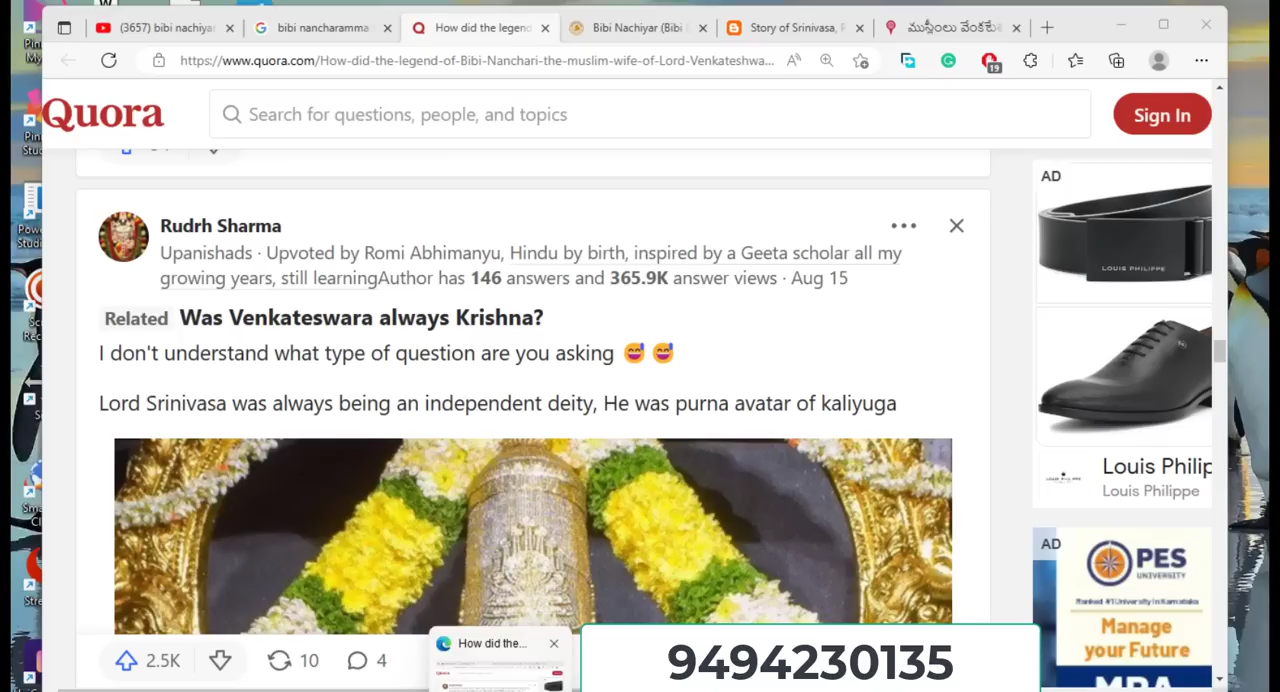 (3657) bibi nachiya
bibi nancharamma
How did the legend
Bibi Nachiyar (Bibi
Story of Srinivasa,
ముస్లింలు వేంకటే
https://www.quora.com/How-did-the-legend-of-Bibi-Nanchari-the-muslim-wife-of-Lord-Venkateshwa...
19
Quora
Search for questions, people, and topics
Sign In
Rudrh Sharma
Upanishads · Upvoted by Romi Abhimanyu, Hindu by birth, inspired by a Geeta scholar all my
growing years, still learningAuthor has 146 answers and 365.9K answer views · Aug 15
Related Was Venkateswara always Krishna?
I don't understand what type of question are you asking 😅 😅
Lord Srinivasa was always being an independent deity, He was purna avatar of kaliyuga
2.5K
10
4
How did the...
9494230135
AD
LOUIS PHILIPPE
Louis Philip
Louis Philippe
AD
PES
UNIVERSITY
Manage
your Future
MBA